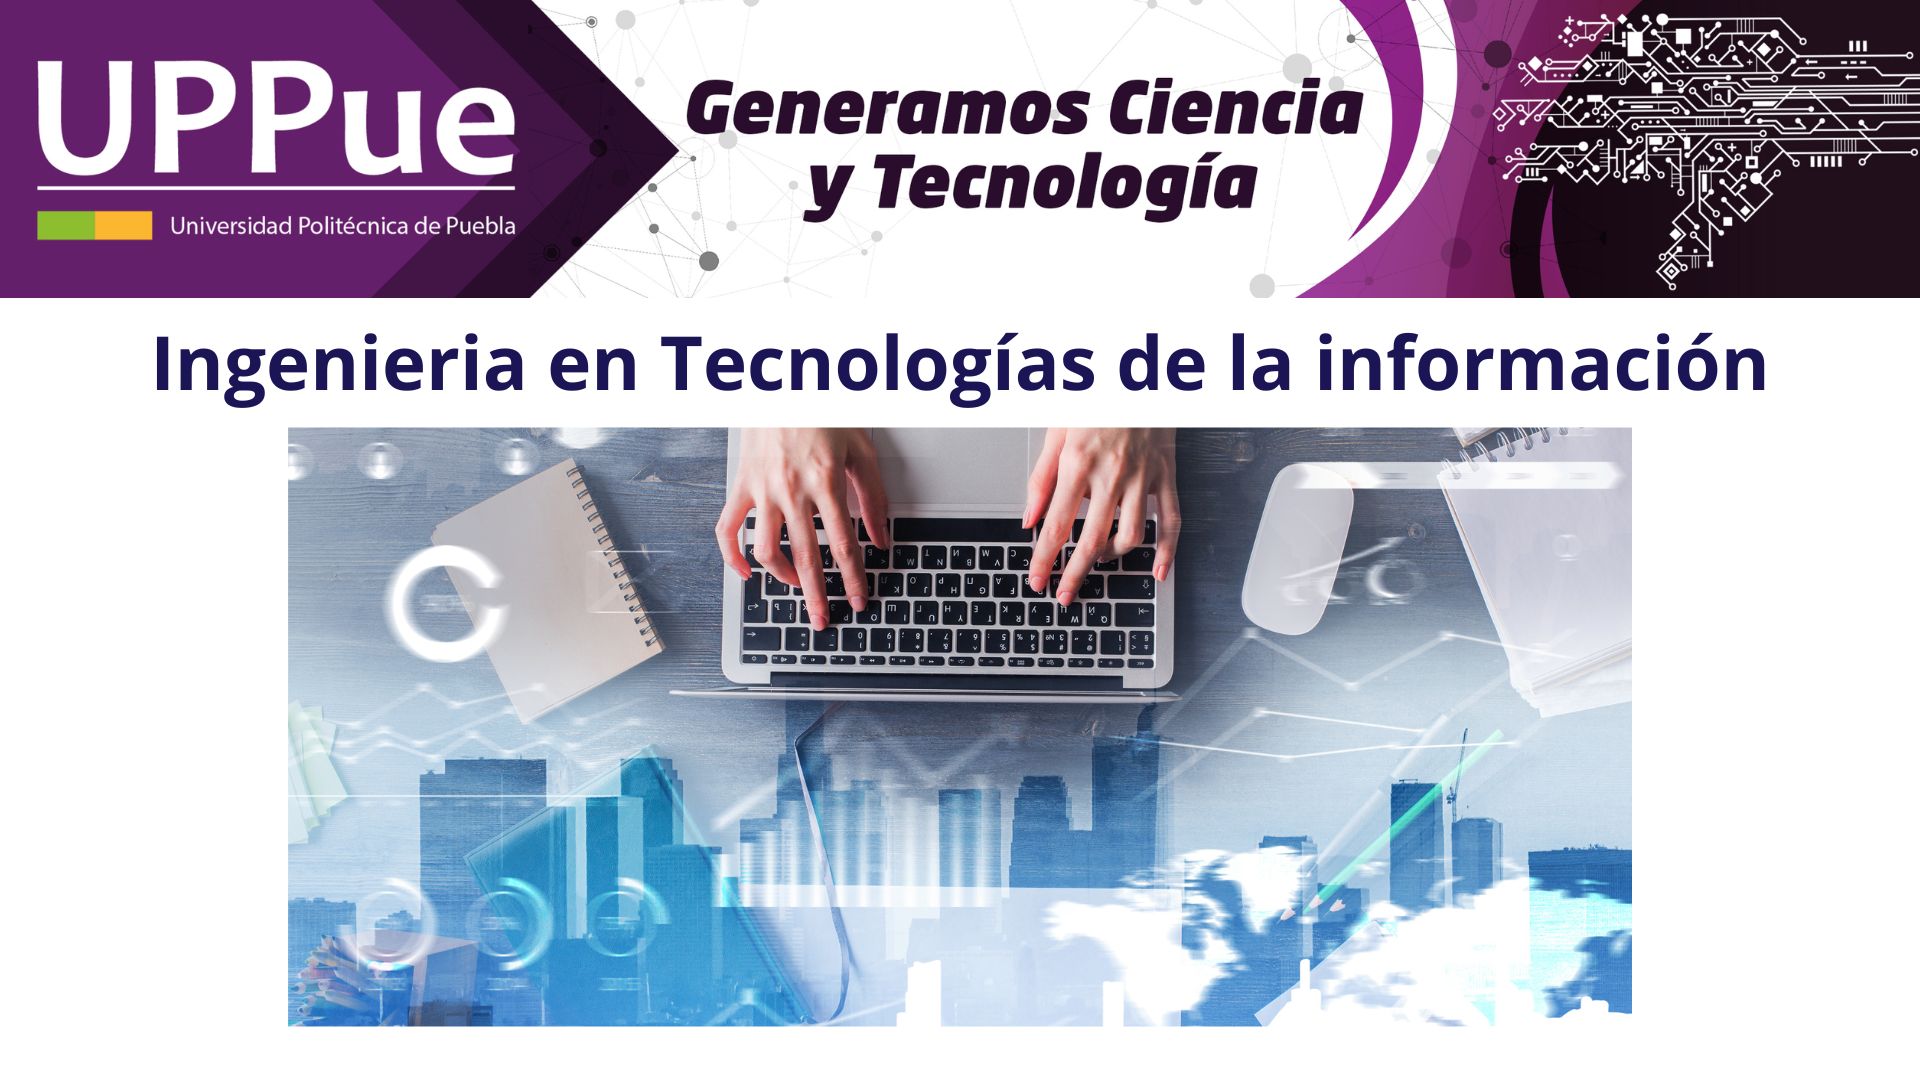 UPPue
Universidad Politécnica de Puebla
Generamos Ciencia
y Tecnología
Ingenieria en Tecnologías de la información